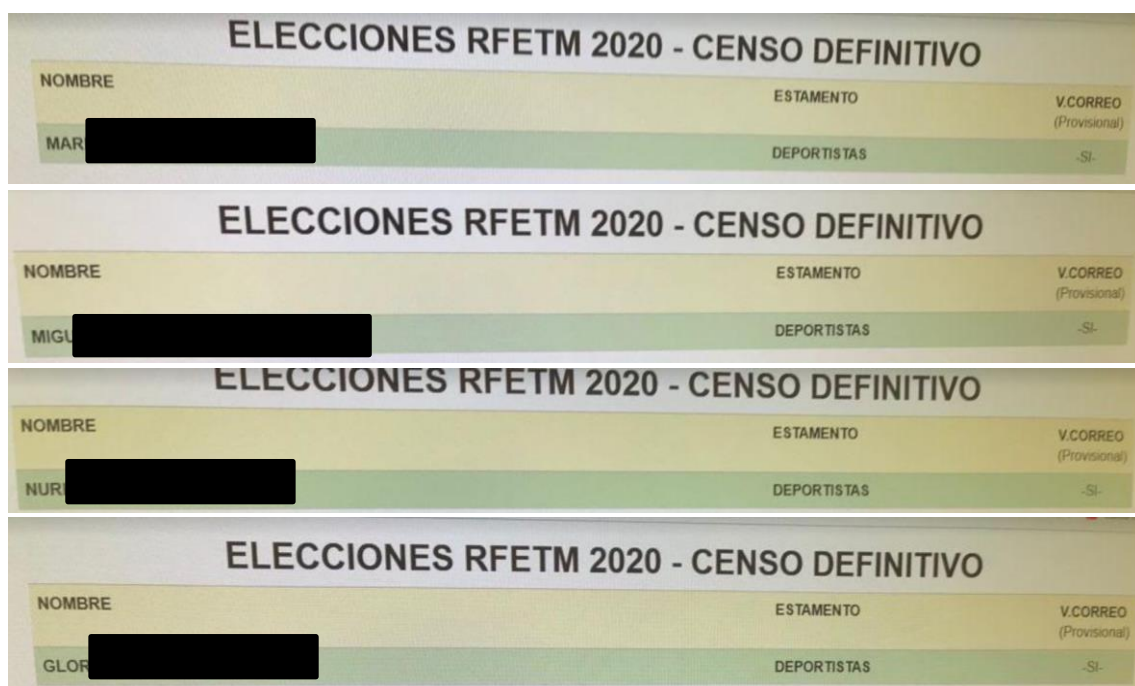 ELECCIONES RFETM 2020 - CENSO DEFINITIVO
NOMBRE ESTAMENTO V.CORREO
(Provisional)
MAR DEPORTISTAS -SI-
ELECCIONES RFETM 2020 - CENSO DEFINITIVO
NOMBRE ESTAMENTO V.CORREO
(Provisional)
MIGU DEPORTISTAS -SI-
ELECCIONES RFETM 2020 - CENSO DEFINITIVO
NOMBRE ESTAMENTO V.CORREO
(Provisional)
NURI DEPORTISTAS -SI-
ELECCIONES RFETM 2020 - CENSO DEFINITIVO
NOMBRE ESTAMENTO V.CORREO
(Provisional)
GLOR DEPORTISTAS -SI-